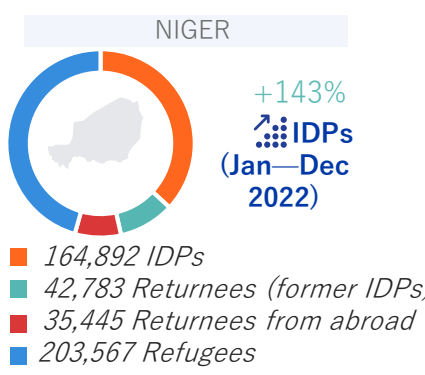 NIGER
+143%
IDPs
(Jan—Dec
2022)
164,892 IDPs
42,783 Returnees (former IDPs)
35,445 Returnees from abroad
203,567 Refugees